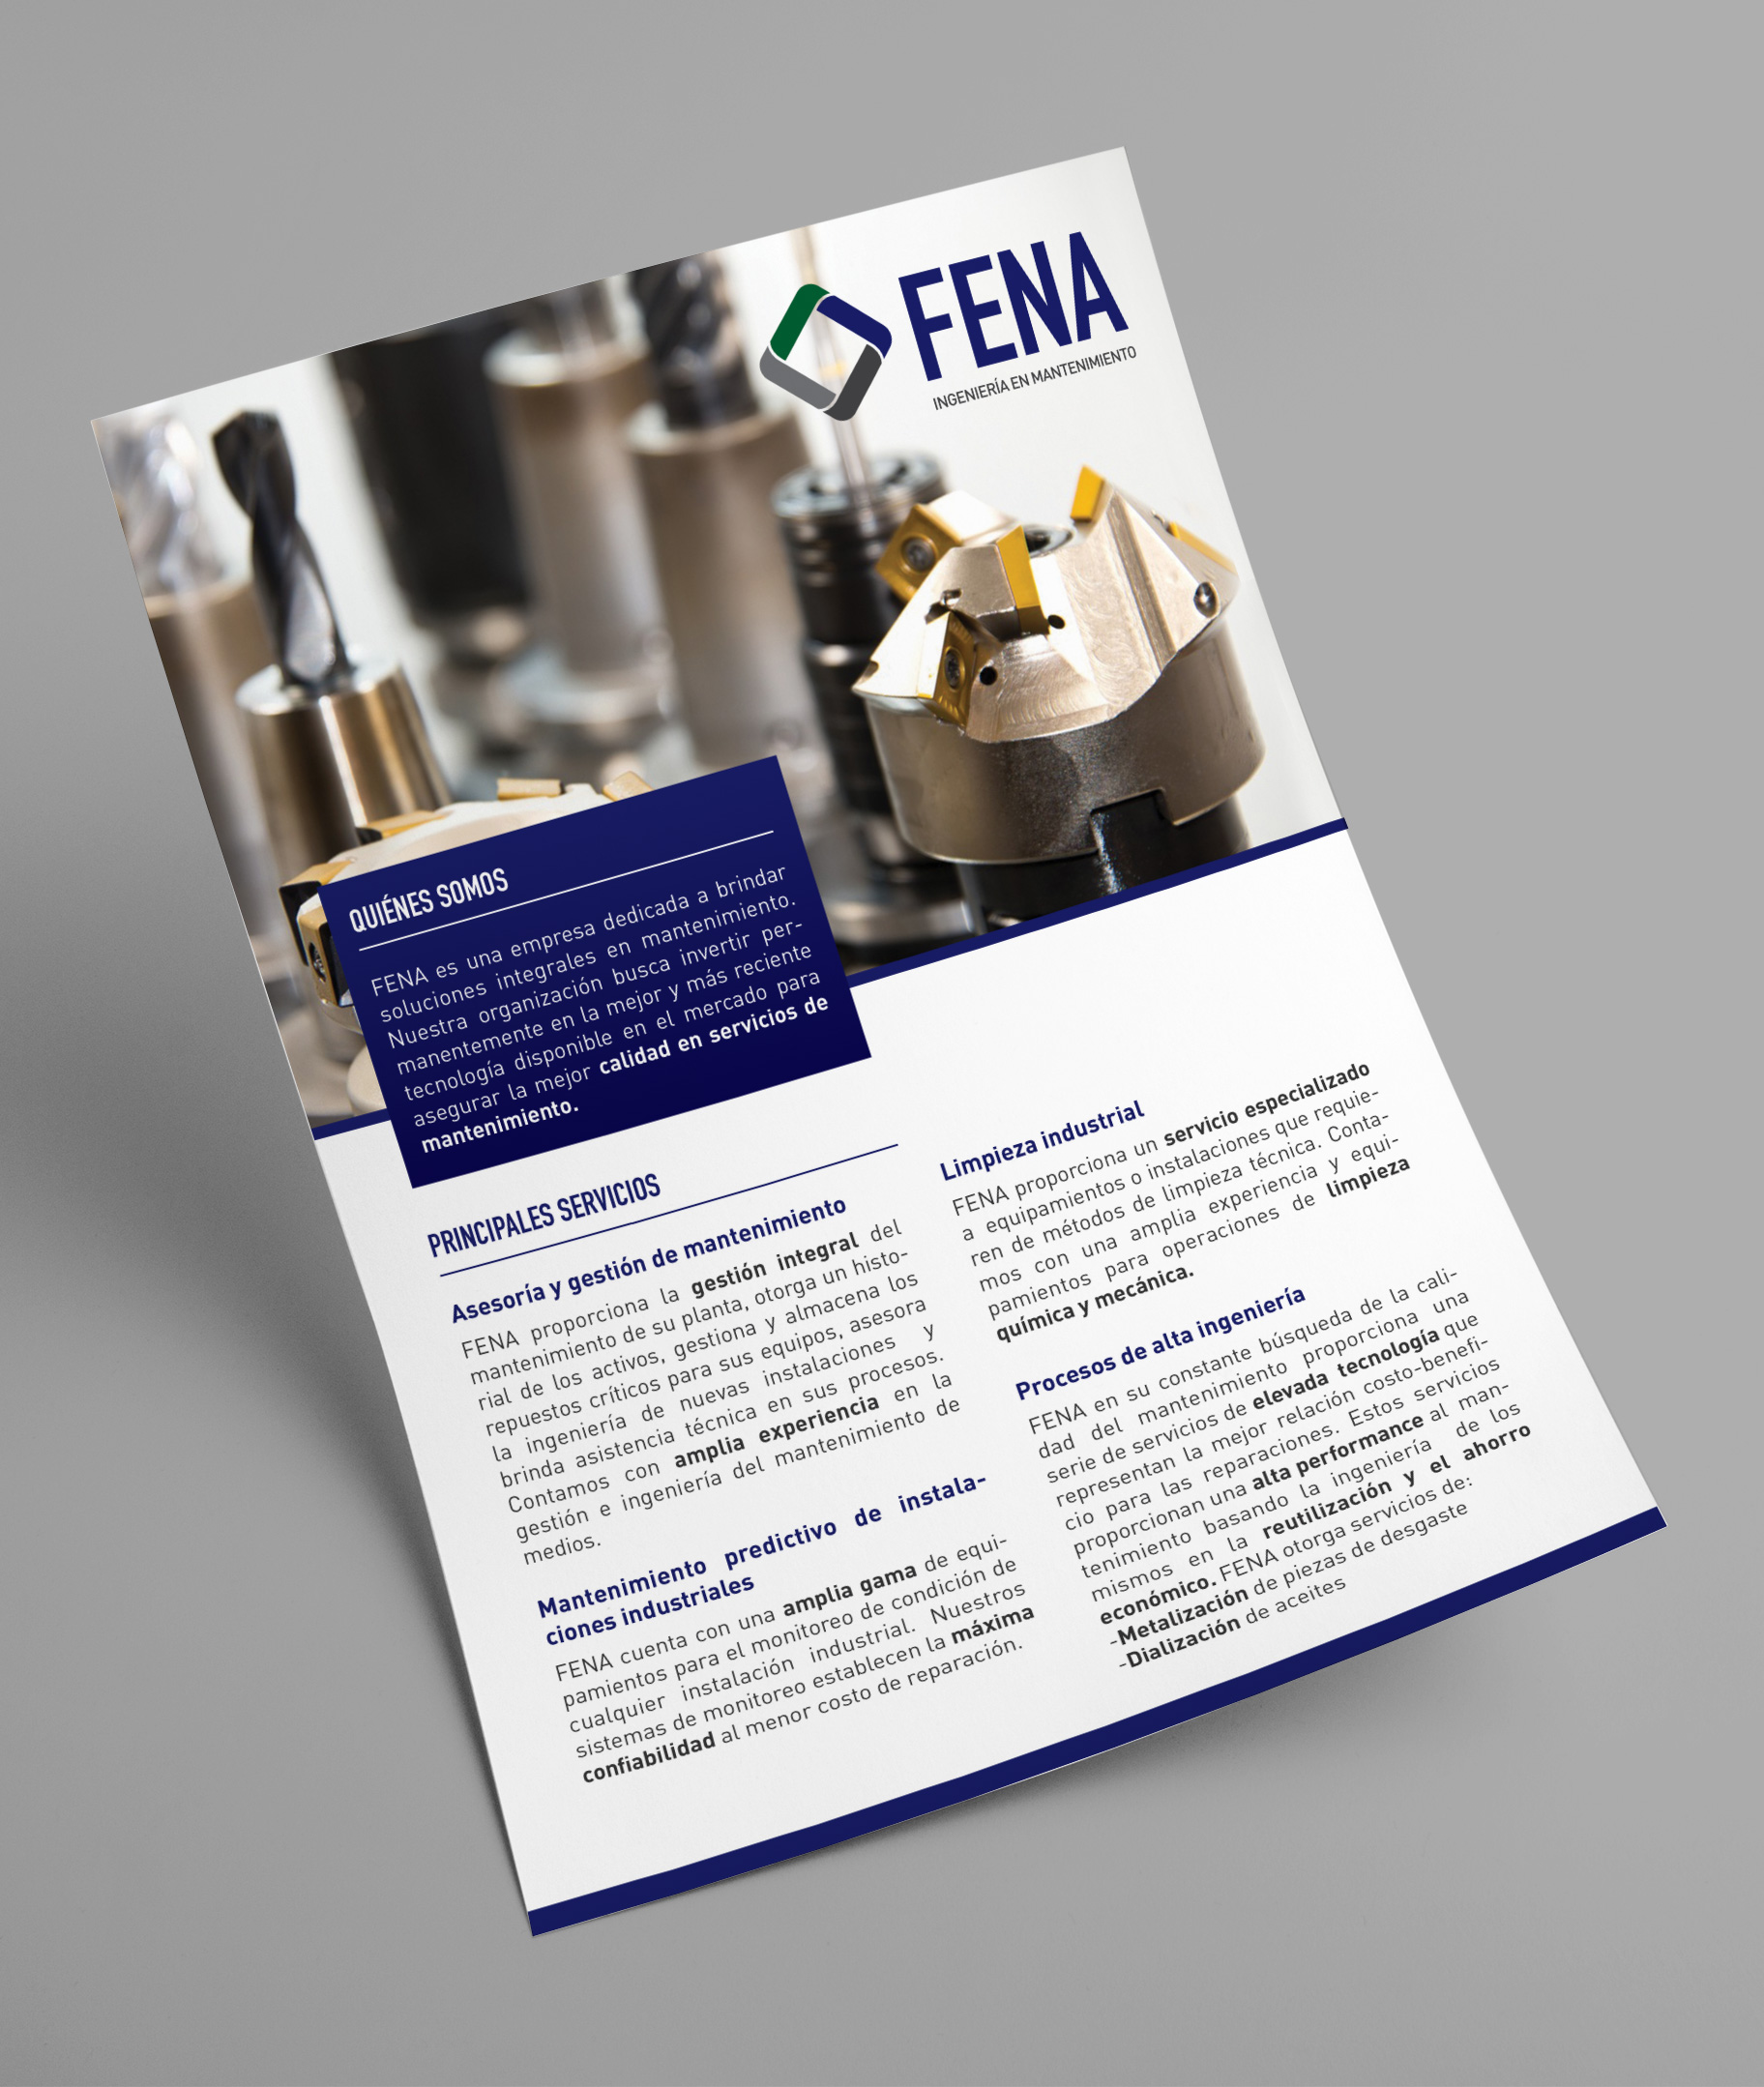 FENA
INGENIERÍA EN MANTENIMIENTO
QUIÉNES SOMOS
FENA es una empresa dedicada a brindar
soluciones integrales en mantenimiento.
Nuestra organización busca invertir per-
manentemente en la mejor y más reciente
tecnología disponible en el mercado para
asegurar la mejor calidad en servicios de
mantenimiento.
PRINCIPALES SERVICIOS
Asesoría y gestión de mantenimiento
FENA proporciona la gestión integral del
mantenimiento de su planta, otorga un histo-
rial de los activos, gestiona y almacena los
repuestos críticos para sus equipos, asesora
la ingeniería de nuevas instalaciones y
brinda asistencia técnica en sus procesos.
Contamos con amplia experiencia en la
gestión e ingeniería del mantenimiento de
medios.
Mantenimiento predictivo de instala-
ciones industriales
FENA cuenta con una amplia gama de equi-
pamientos para el monitoreo de condición de
cualquier instalación industrial. Nuestros
sistemas de monitoreo establecen la máxima
confiabilidad al menor costo de reparación.
Limpieza industrial
FENA proporciona un servicio especializado
a equipamientos o instalaciones que requie-
ren de métodos de limpieza técnica. Conta-
mos con una amplia experiencia y equi-
pamientos para operaciones de limpieza
química y mecánica.
Procesos de alta ingeniería
FENA en su constante búsqueda de la cali-
dad del mantenimiento proporciona una
serie de servicios de elevada tecnología que
representan la mejor relación costo-benefi-
cio para las reparaciones. Estos servicios
proporcionan una alta performance al man-
tenimiento basando la ingeniería de los
mismos en la reutilización y el ahorro
económico. FENA otorga servicios de:
-Metalización de piezas de desgaste
-Dialización de aceites